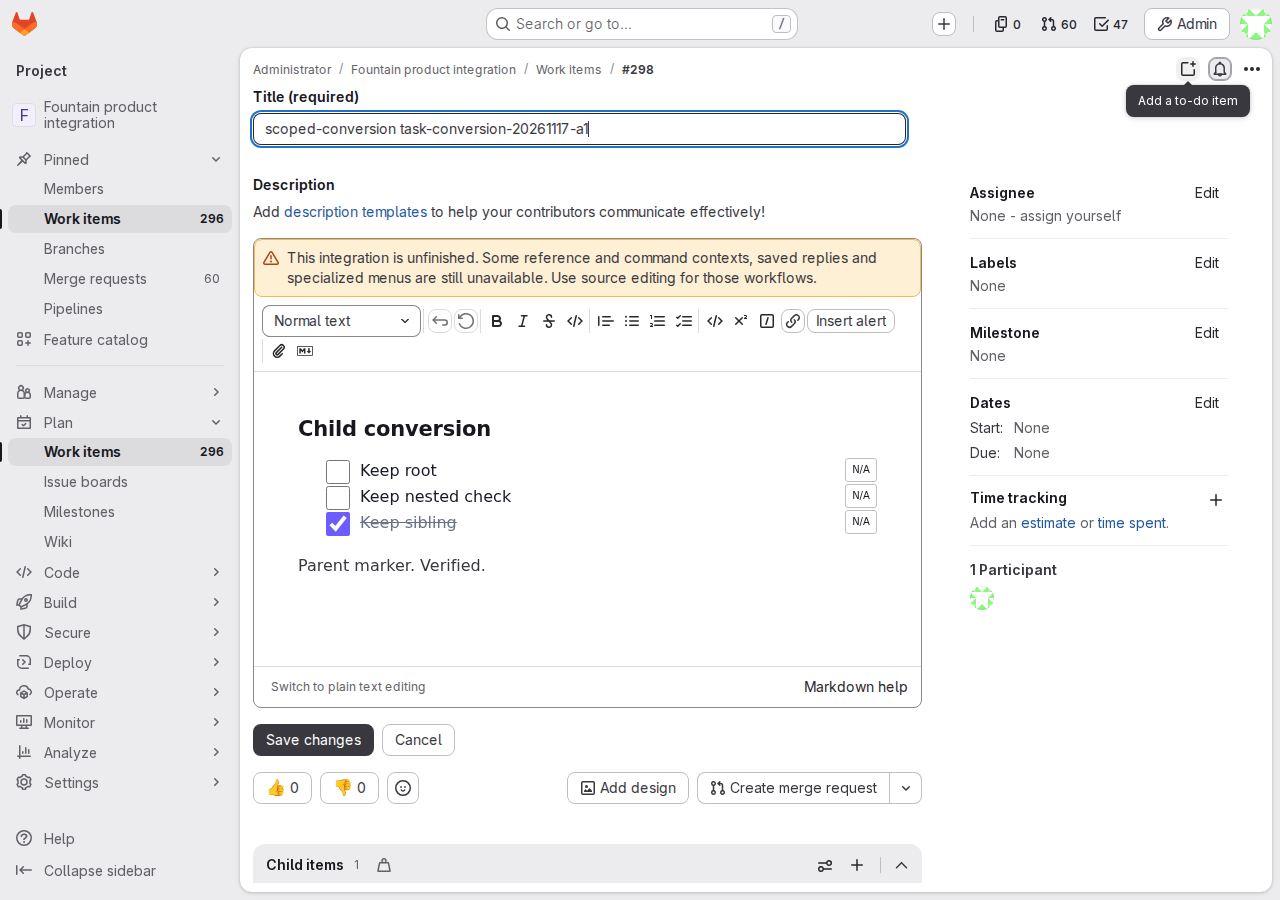 Search or go to...
/
0
60
47
Admin
Project
F
Fountain product integration
Pinned
Members
Work items 296
Branches
Merge requests 60
Pipelines
Feature catalog
Manage
Plan
Work items 296
Issue boards
Milestones
Wiki
Code
Build
Secure
Deploy
Operate
Monitor
Analyze
Settings
Help
Collapse sidebar
Administrator / Fountain product integration / Work items / #298
Add a to-do item
Title (required)
scoped-conversion task-conversion-20261117-a1
Description
Add description templates to help your contributors communicate effectively!
This integration is unfinished. Some reference and command contexts, saved replies and
specialized menus are still unavailable. Use source editing for those workflows.
Normal text
Insert alert
Child conversion
Keep root N/A
Keep nested check N/A
Keep sibling N/A
Parent marker. Verified.
Switch to plain text editing
Markdown help
Save changes
Cancel
👍 0
👎 0
Add design
Create merge request
Child items 1
Assignee Edit
None - assign yourself
Labels Edit
None
Milestone Edit
None
Dates Edit
Start: None
Due: None
Time tracking
Add an estimate or time spent.
1 Participant